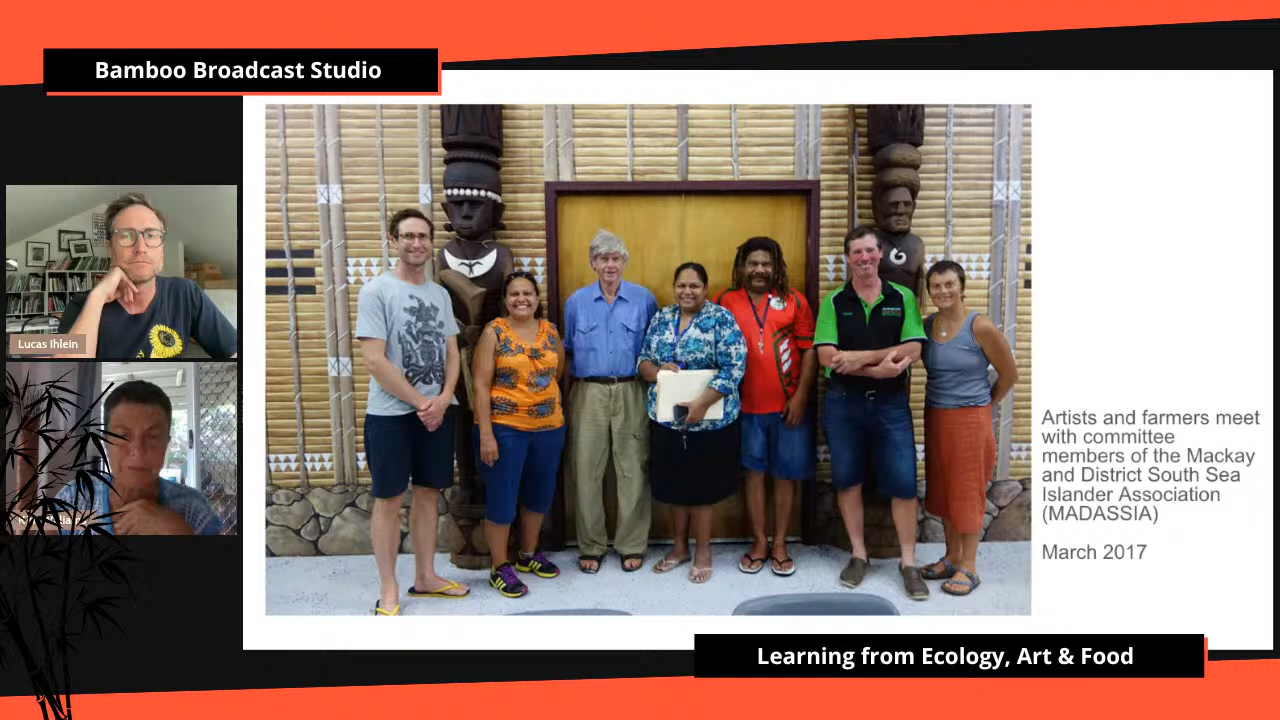 Bamboo Broadcast Studio
Lucas Ihlein
Artists and farmers meet
with committee
members of the Mackay
and District South Sea
Islander Association
(MADASSIA)
March 2017
Learning from Ecology, Art & Food